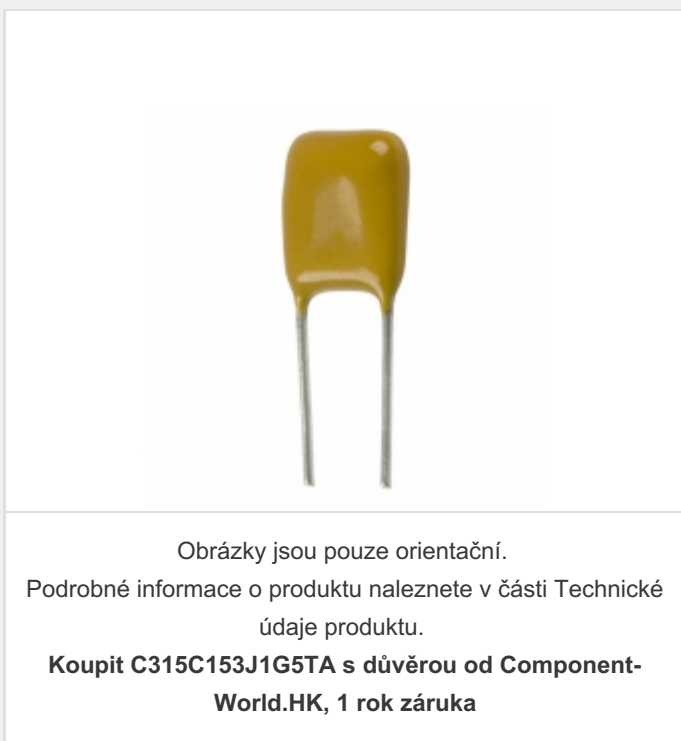 Obrázky jsou pouze orientační.
Podrobné informace o produktu naleznete v části Technické
údaje produktu.
Koupit C315C153J1G5TA s důvěrou od Component-
World.HK, 1 rok záruka